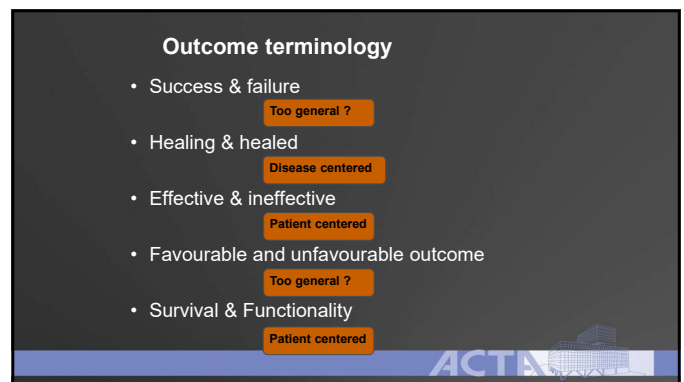 Outcome terminology
• Success & failure
Too general ?
• Healing & healed
Disease centered
• Effective & ineffective
Patient centered
• Favourable and unfavourable outcome
Too general ?
• Survival & Functionality
Patient centered
ACTA